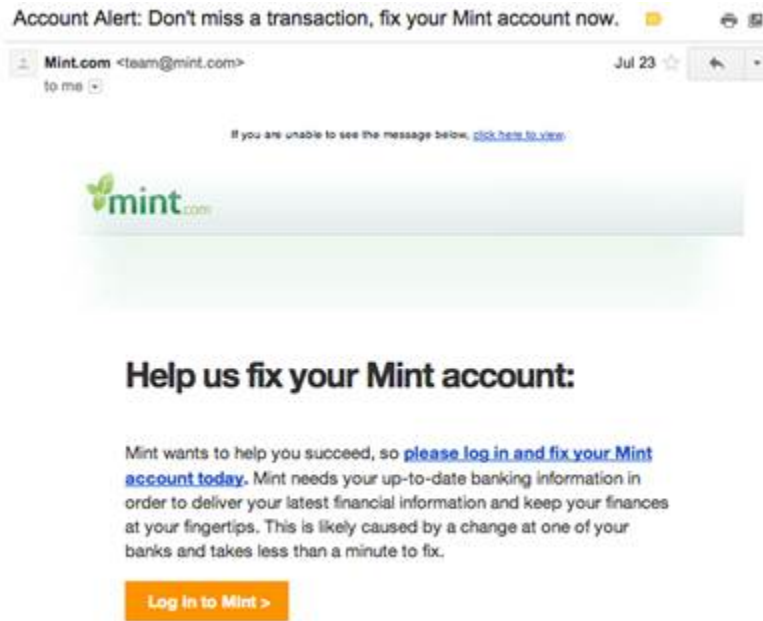 Account Alert: Don't miss a transaction, fix your Mint account now.
Mint.com <team@mint.com>
Jul 23
to me
If you are unable to see the message below, click here to view.
mint.com
Help us fix your Mint account:
Mint wants to help you succeed, so please log in and fix your Mint
account today. Mint needs your up-to-date banking information in
order to deliver your latest financial information and keep your finances
at your fingertips. This is likely caused by a change at one of your
banks and takes less than a minute to fix.
Log in to Mint >